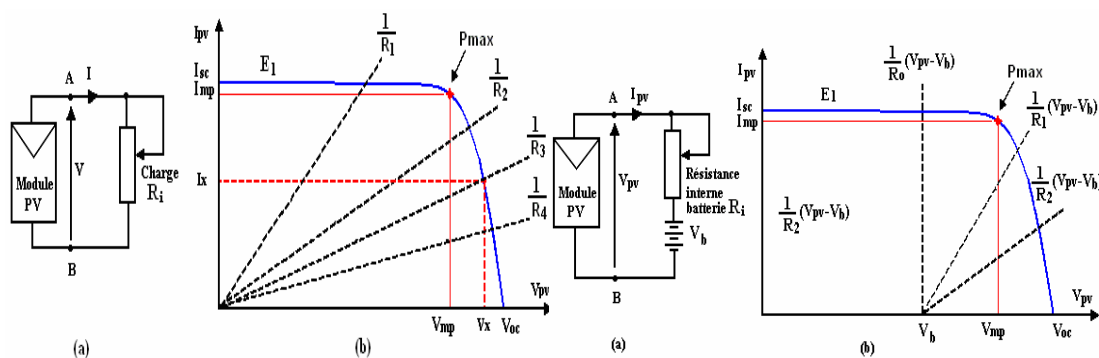 A
I
V
Module
PV
Charge
Ri
B
(a)
Ipv
Isc
Imp
Ix
E1
1
R1
Pmax
1
R2
1
R3
1
R4
Vpv
Vmp
Vx
Voc
(b)
A
Ipv
Vpv
Module
PV
Résistance
interne
batterie Ri
Vb
B
(a)
Ipv
Isc
Imp
E1
1/Ro (Vpv-Vb)
Pmax
1/R1 (Vpv-Vb)
1/R2 (Vpv-Vb)
1/R2 (Vpv-Vb)
Vpv
Vb
Vmp
Voc
(b)